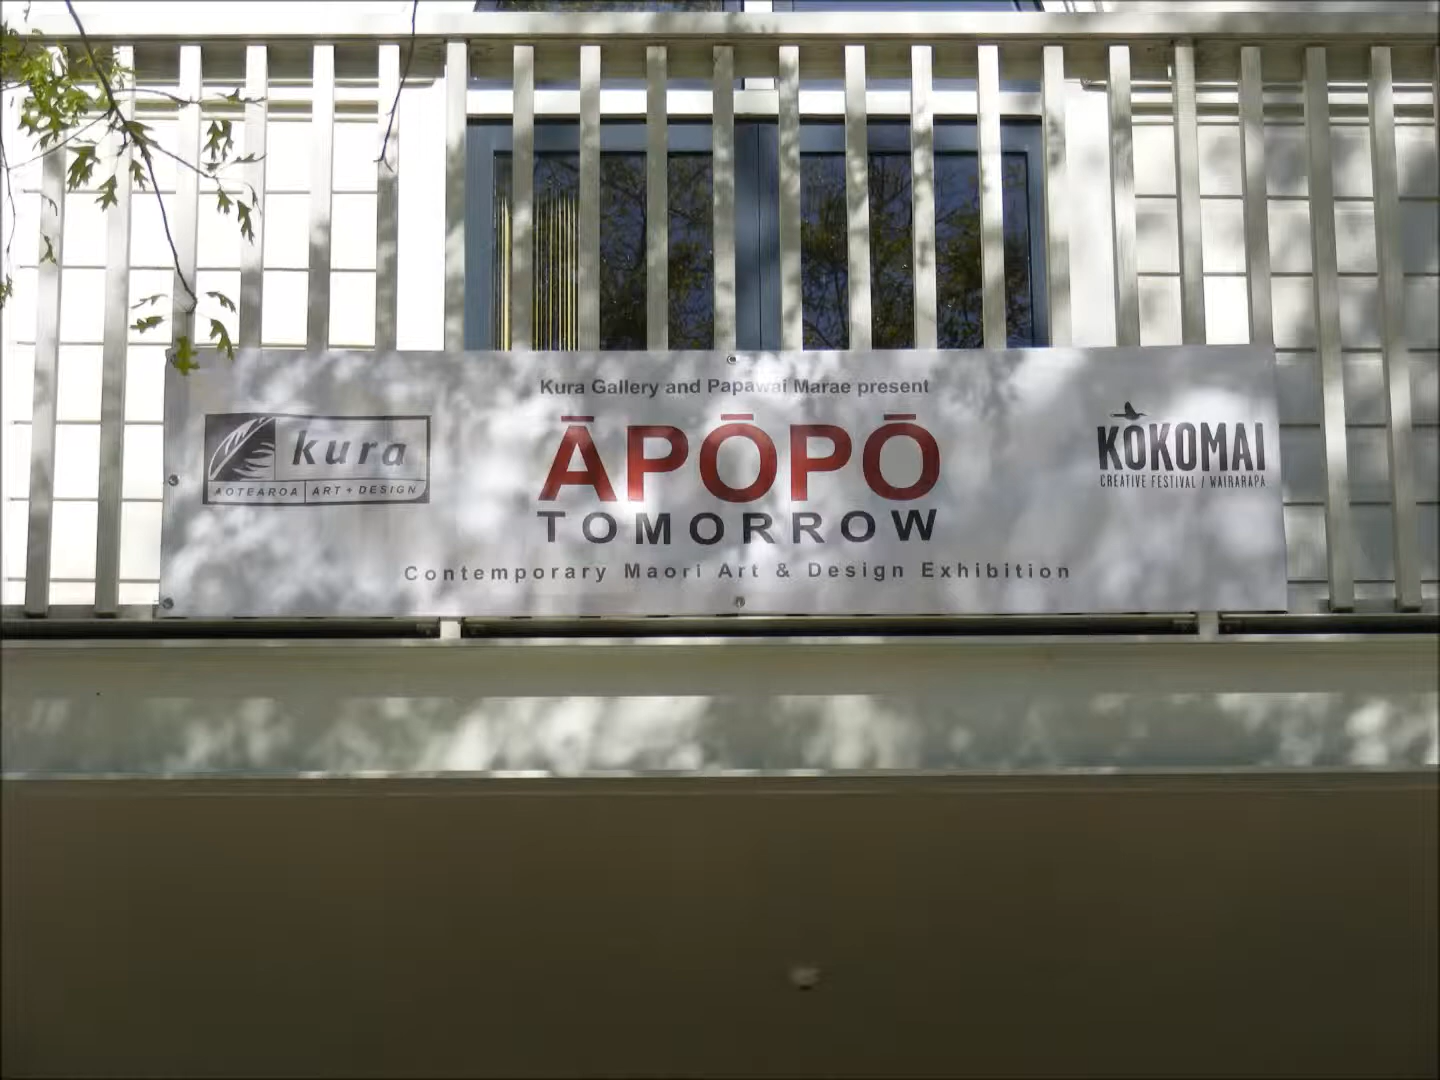 Kura Gallery and Papawai Marae present
kura
AOTEAROA ART + DESIGN
ĀPŌPŌ
TOMORROW
Contemporary Maori Art & Design Exhibition
KŌKOMAI
CREATIVE FESTIVAL / WAIRARAPA